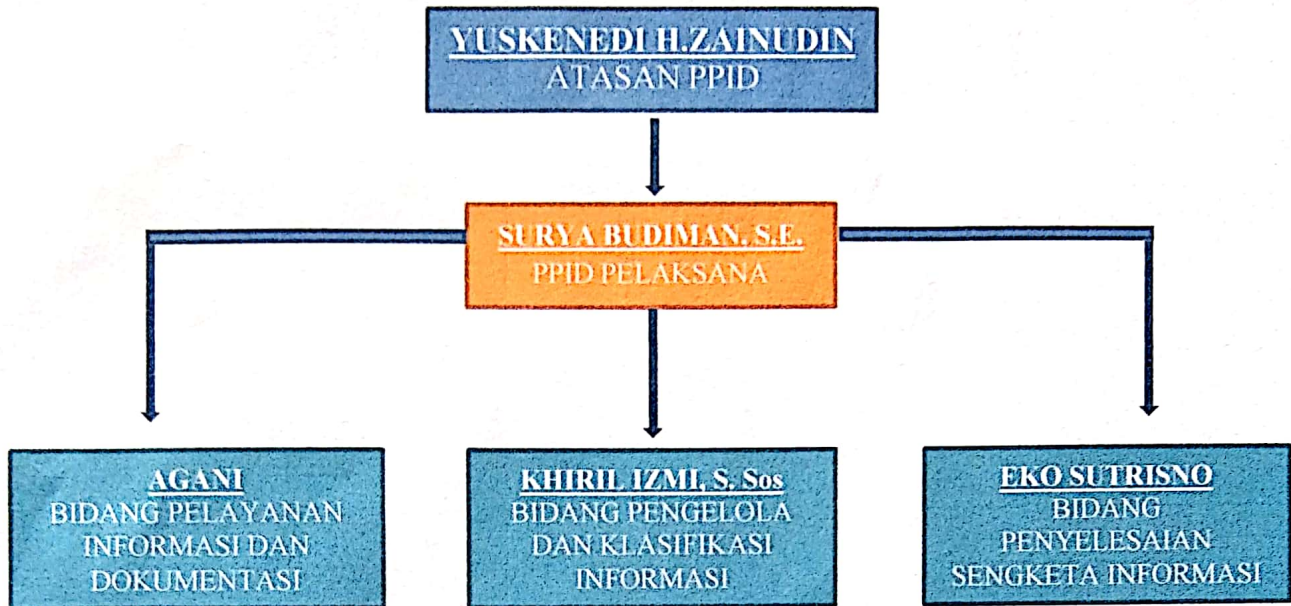 YUSKENEDI H.ZAINUDIN
ATASAN PPID
SURYA BUDIMAN, S.E.
PPID PELAKSANA
AGANI
BIDANG PELAYANAN
INFORMASI DAN
DOKUMENTASI
KHIRIL IZMI, S. Sos
BIDANG PENGELOLA
DAN KLASIFIKASI
INFORMASI
EKO SUTRISNO
BIDANG
PENYELESAIAN
SENGKETA INFORMASI